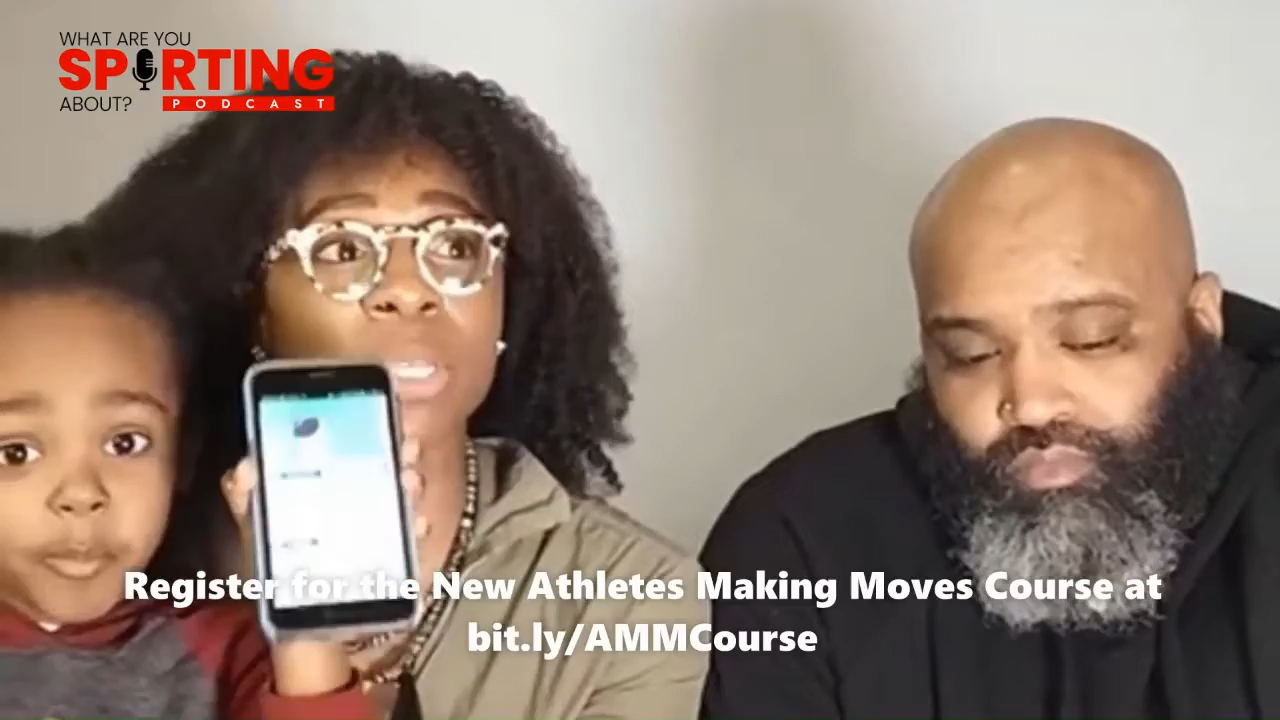 WHAT ARE YOU
SPORTING
ABOUT?
PODCAST
Register for the New Athletes Making Moves Course at
bit.ly/AMMCourse